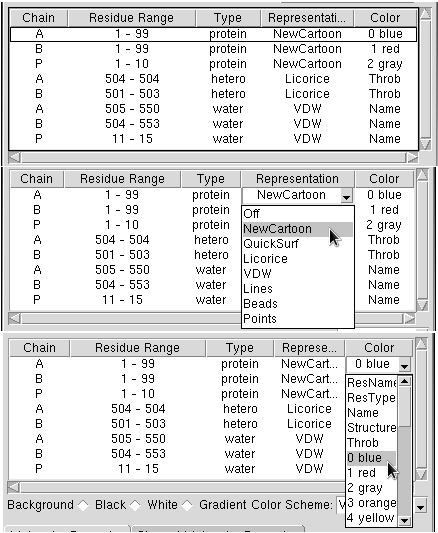 Chain Residue Range Type Representati... Color
A 1 - 99 protein NewCartoon 0 blue
B 1 - 99 protein NewCartoon 1 red
P 1 - 10 protein NewCartoon 2 gray
A 504 - 504 hetero Licorice Throb
B 501 - 503 hetero Licorice Throb
A 505 - 550 water VDW Name
B 504 - 553 water VDW Name
P 11 - 15 water VDW Name
Chain Residue Range Type Representation Color
A 1 - 99 protein NewCartoon 0 blue
B 1 - 99 protein Off 1 red
P 1 - 10 protein NewCartoon 2 gray
A 504 - 504 hetero QuickSurf Throb
B 501 - 503 hetero Licorice Throb
A 505 - 550 water VDW Name
B 504 - 553 water Lines Name
P 11 - 15 water Beads Name
Points
Chain Residue Range Type Represe... Color
A 1 - 99 protein NewCart... 0 blue
B 1 - 99 protein NewCart... ResName
P 1 - 10 protein NewCart... ResType
A 504 - 504 hetero Licorice Name
B 501 - 503 hetero Licorice Structure
A 505 - 550 water VDW Throb
B 504 - 553 water VDW 0 blue
P 11 - 15 water VDW 1 red
2 gray
3 orange
4 yellow
Background Black White Gradient Color Scheme: V